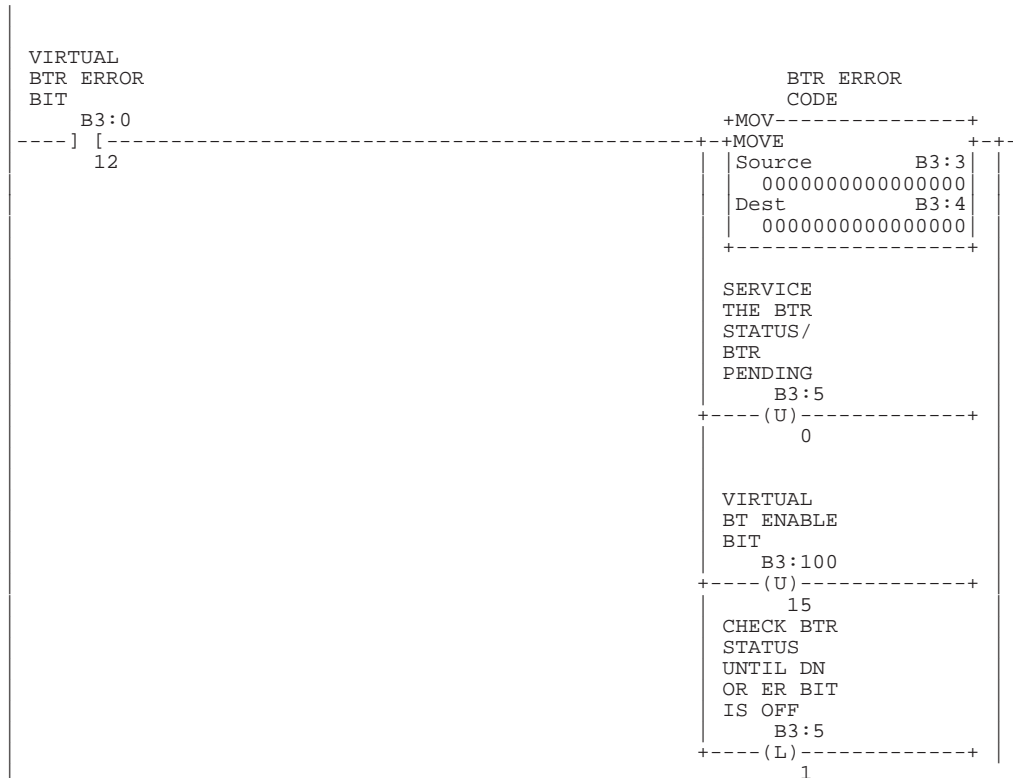 VIRTUAL
BTR ERROR
BIT
B3:0
----] [----
12
BTR ERROR
CODE
+MOV---------------+
+MOVE +
Source B3:3
0000000000000000
Dest B3:4
0000000000000000
SERVICE
THE BTR
STATUS/
BTR
PENDING
B3:5
+----(U)-------------+
0
VIRTUAL
BT ENABLE
BIT
B3:100
+----(U)-------------+
15
CHECK BTR
STATUS
UNTIL DN
OR ER BIT
IS OFF
B3:5
+----(L)-------------+
1